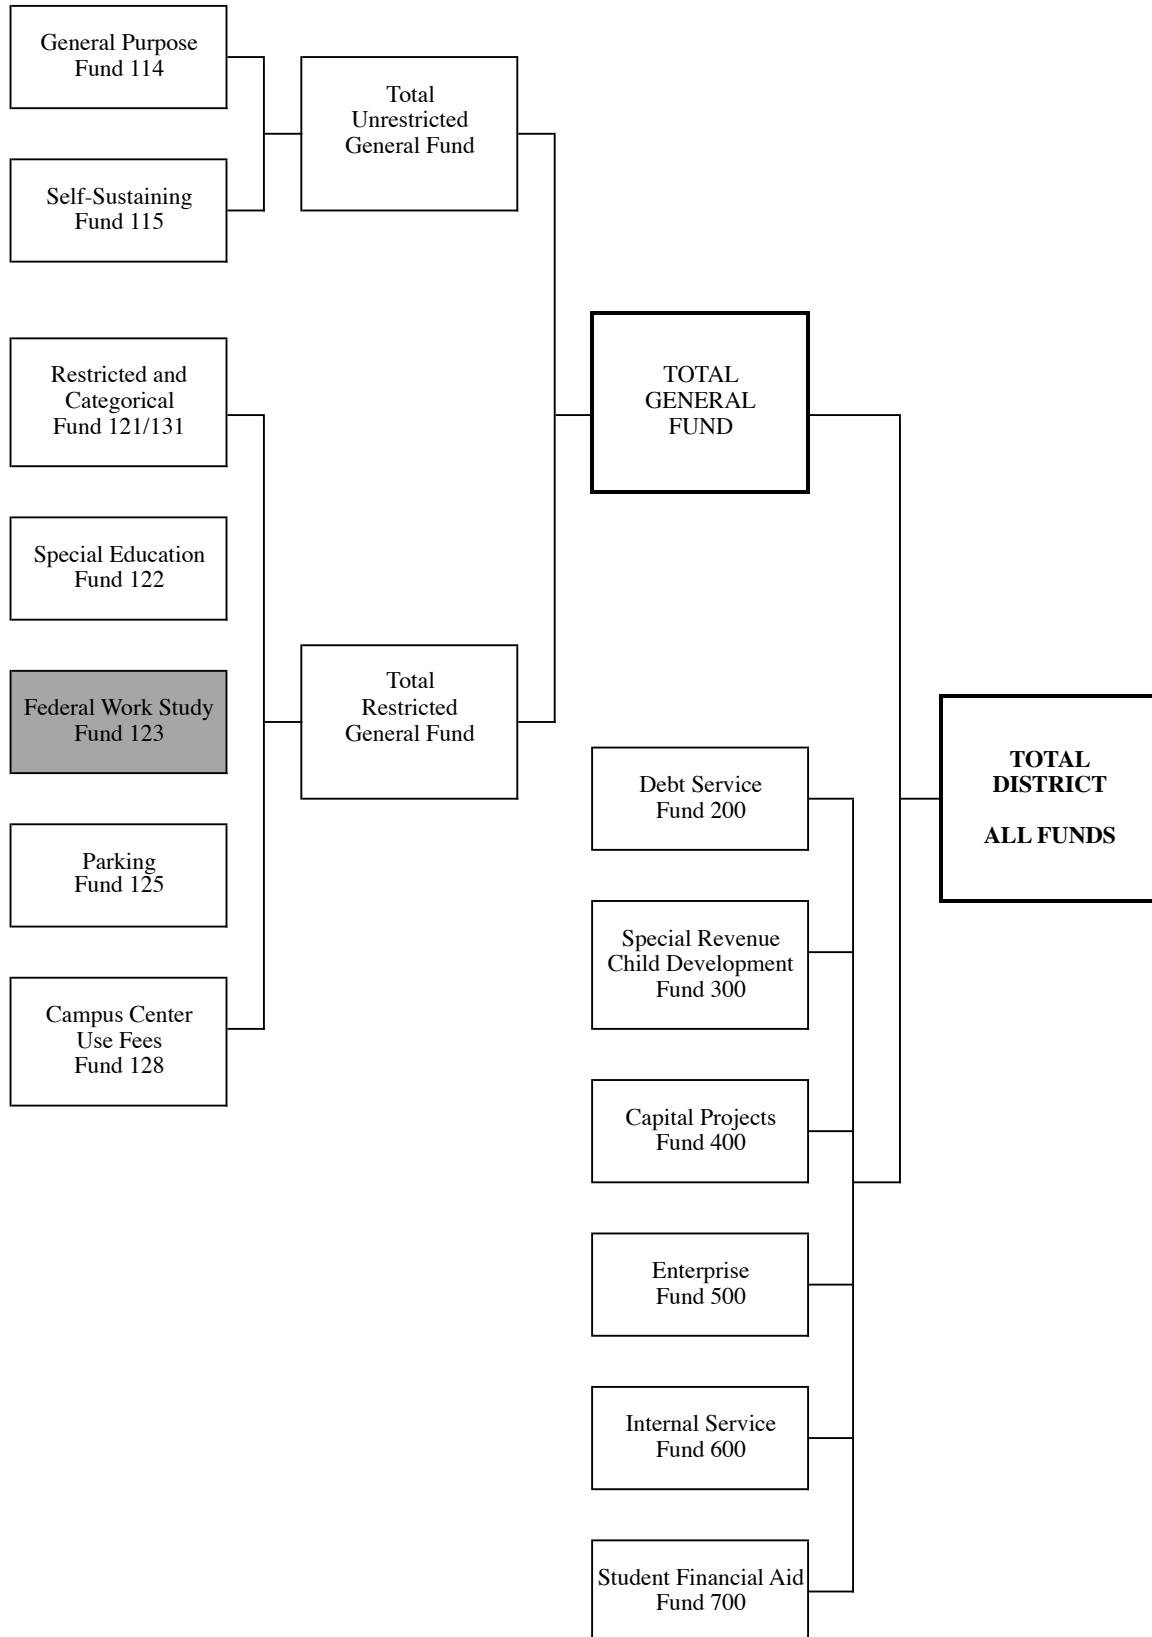 General Purpose
Fund 114
Self-Sustaining
Fund 115
Restricted and
Categorical
Fund 121/131
Special Education
Fund 122
Federal Work Study
Fund 123
Parking
Fund 125
Campus Center
Use Fees
Fund 128
Total
Unrestricted
General Fund
Total
Restricted
General Fund
TOTAL
GENERAL
FUND
Debt Service
Fund 200
Special Revenue
Child Development
Fund 300
Capital Projects
Fund 400
Enterprise
Fund 500
Internal Service
Fund 600
Student Financial Aid
Fund 700
TOTAL
DISTRICT
ALL FUNDS